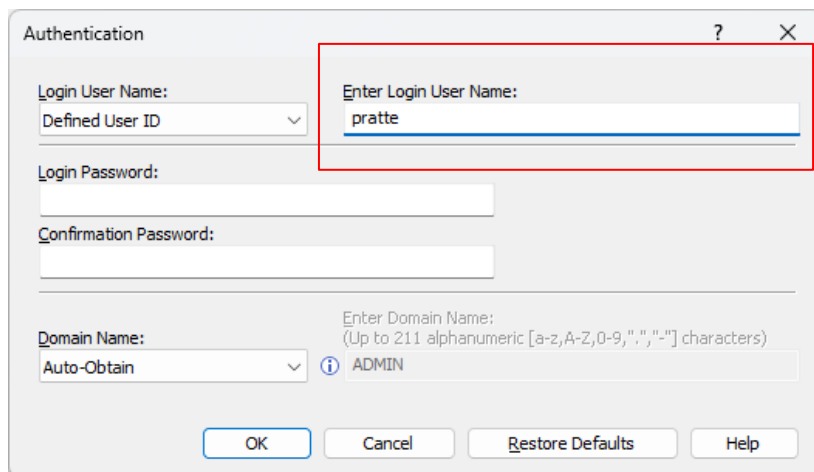 Authentication ? ×
Login User Name: Enter Login User Name:
Defined User ID pratte
Login Password:
Confirmation Password:
Enter Domain Name:
Domain Name: (Up to 211 alphanumeric [a-z,A-Z,0-9,".","-"] characters)
Auto-Obtain ADMIN
OK Cancel Restore Defaults Help